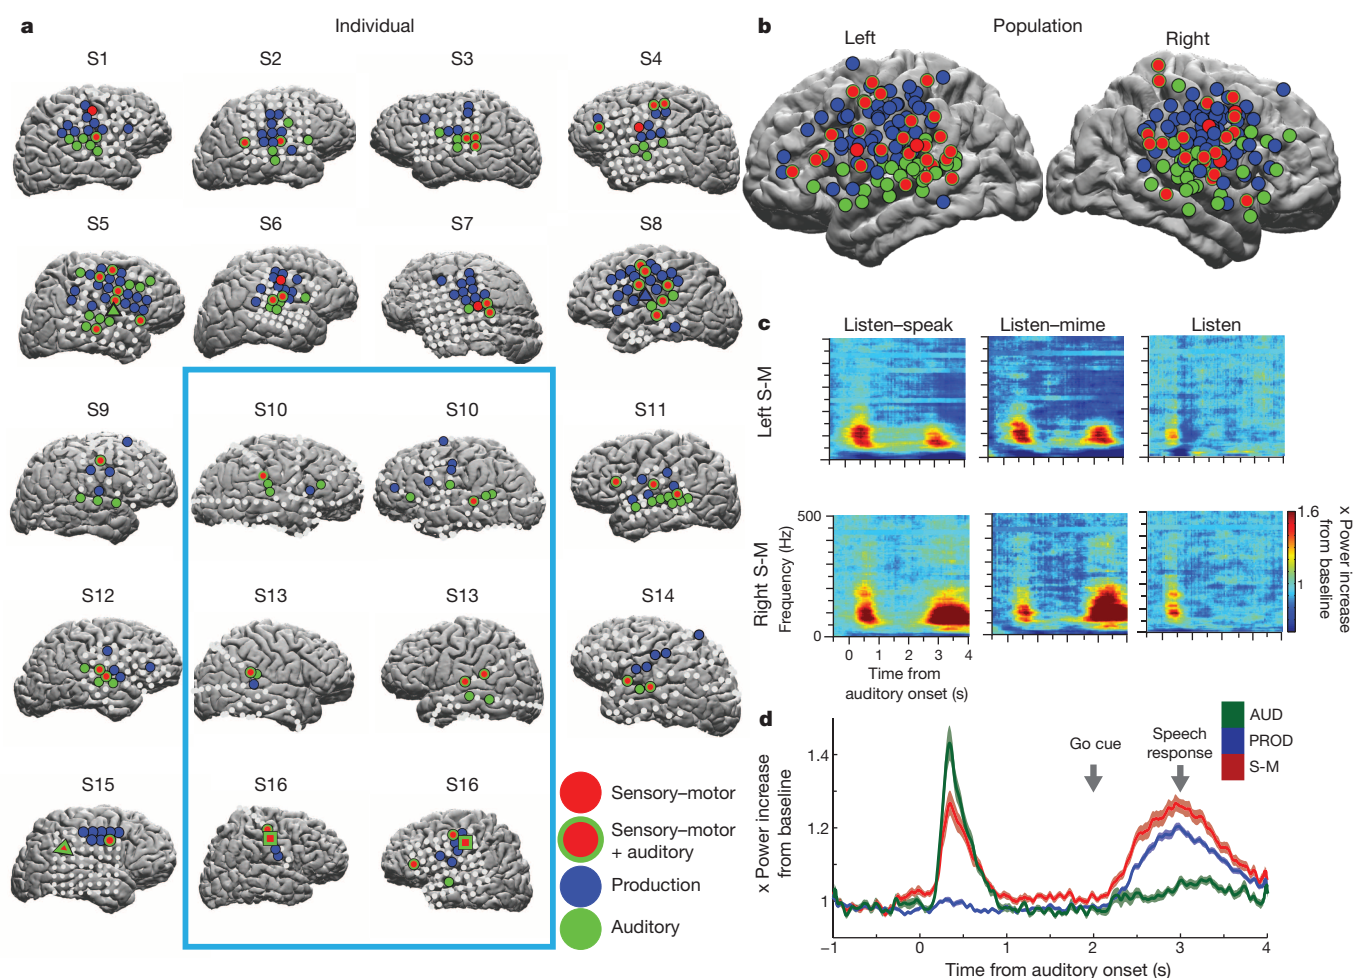 a
Individual
S1
S2
S3
S4
S5
S6
S7
S8
S9
S10
S10
S11
S12
S13
S13
S14
S15
S16
S16
Sensory–motor
Sensory–motor
+ auditory
Production
Auditory
b
Population
Left
Right
c
Listen–speak
Listen–mime
Listen
Left S-M
Right S-M
Frequency (Hz)
500
0
0 1 2 3 4
Time from
auditory onset (s)
1.6
1
x Power increase
from baseline
d
AUD
PROD
S-M
Go cue
Speech
response
x Power increase
from baseline
1.4
1.2
1
–1 0 1 2 3 4
Time from auditory onset (s)